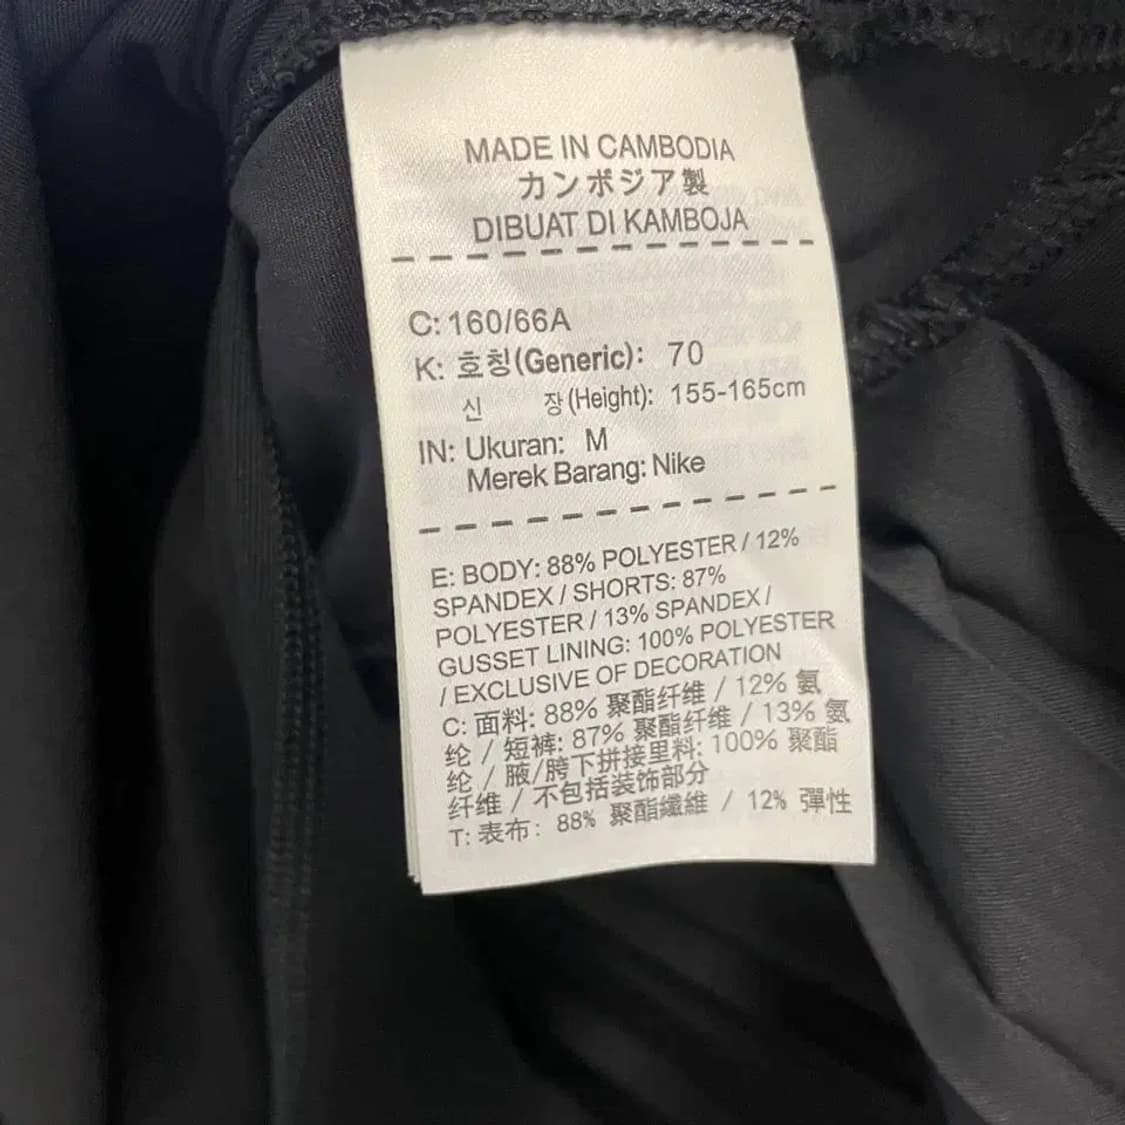 MADE IN CAMBODIA
カンボジア製
DIBUAT DI KAMBOJA
C: 160/66A
K: 호칭(Generic): 70
신 장(Height): 155-165cm
IN: Ukuran: M
Merek Barang: Nike
E: BODY: 88% POLYESTER / 12%
SPANDEX / SHORTS: 87%
POLYESTER / 13% SPANDEX /
GUSSET LINING: 100% POLYESTER
/ EXCLUSIVE OF DECORATION
C: 面料: 88% 聚酯纤维 / 12% 氨
纶 / 短裤: 87% 聚酯纤维 / 13% 氨
纶 / 腋/胯下拼接里料: 100% 聚酯
纤维 / 不包括装饰部分
T: 表布: 88% 聚酯纖維 / 12% 彈性